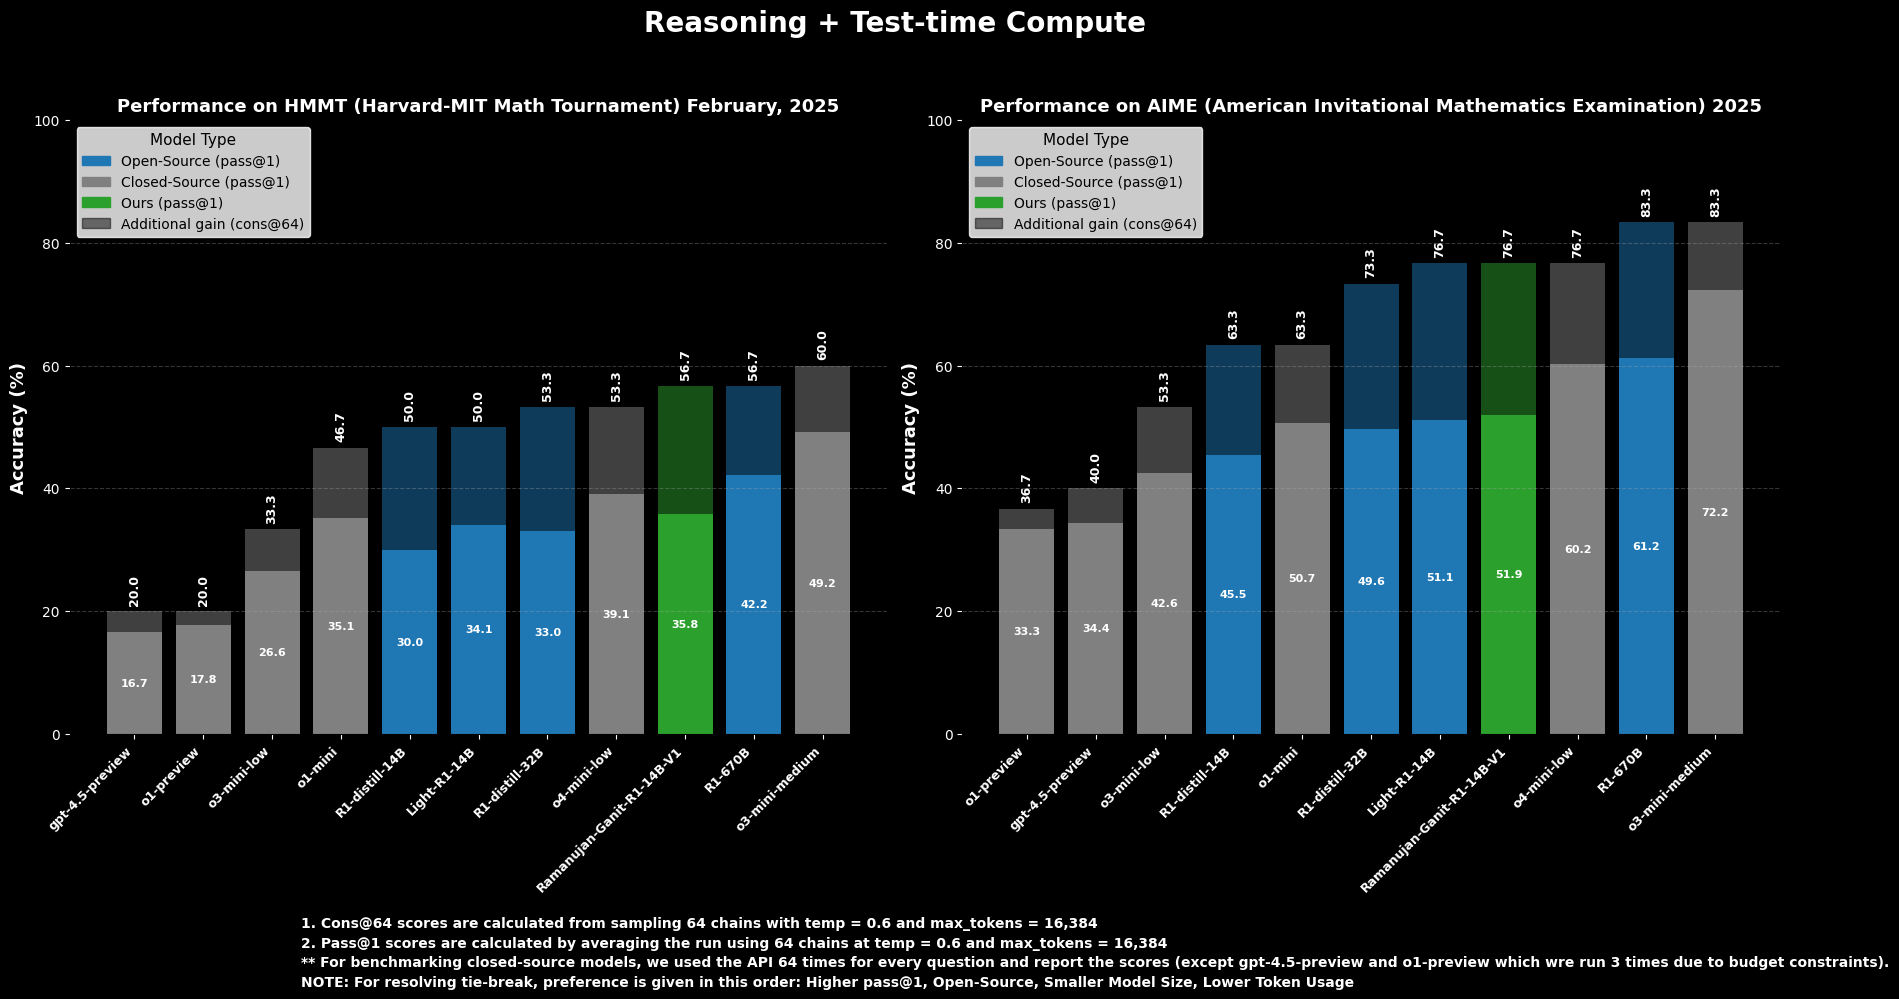 Reasoning + Test-time Compute
Performance on HMMT (Harvard-MIT Math Tournament) February, 2025
Accuracy (%)
100
80
60
40
20
0
Model Type
Open-Source (pass@1)
Closed-Source (pass@1)
Ours (pass@1)
Additional gain (cons@64)
20.0
20.0
33.3
46.7
50.0
50.0
53.3
53.3
56.7
56.7
60.0
16.7
17.8
26.6
35.1
30.0
34.1
33.0
39.1
35.8
42.2
49.2
gpt-4.5-preview
o1-preview
o3-mini-low
o1-mini
R1-distill-14B
Light-R1-14B
R1-distill-32B
o4-mini-low
Ramanujan-Ganit-R1-14B-V1
R1-670B
o3-mini-medium
Performance on AIME (American Invitational Mathematics Examination) 2025
Accuracy (%)
100
80
60
40
20
0
Model Type
Open-Source (pass@1)
Closed-Source (pass@1)
Ours (pass@1)
Additional gain (cons@64)
36.7
40.0
53.3
63.3
63.3
73.3
76.7
76.7
76.7
83.3
83.3
33.3
34.4
42.6
45.5
50.7
49.6
51.1
51.9
60.2
61.2
72.2
o1-preview
gpt-4.5-preview
o3-mini-low
R1-distill-14B
o1-mini
R1-distill-32B
Light-R1-14B
Ramanujan-Ganit-R1-14B-V1
o4-mini-low
R1-670B
o3-mini-medium
1. Cons@64 scores are calculated from sampling 64 chains with temp = 0.6 and max_tokens = 16,384
2. Pass@1 scores are calculated by averaging the run using 64 chains at temp = 0.6 and max_tokens = 16,384
** For benchmarking closed-source models, we used the API 64 times for every question and report the scores (except gpt-4.5-preview and o1-preview which wre run 3 times due to budget constraints).
NOTE: For resolving tie-break, preference is given in this order: Higher pass@1, Open-Source, Smaller Model Size, Lower Token Usage